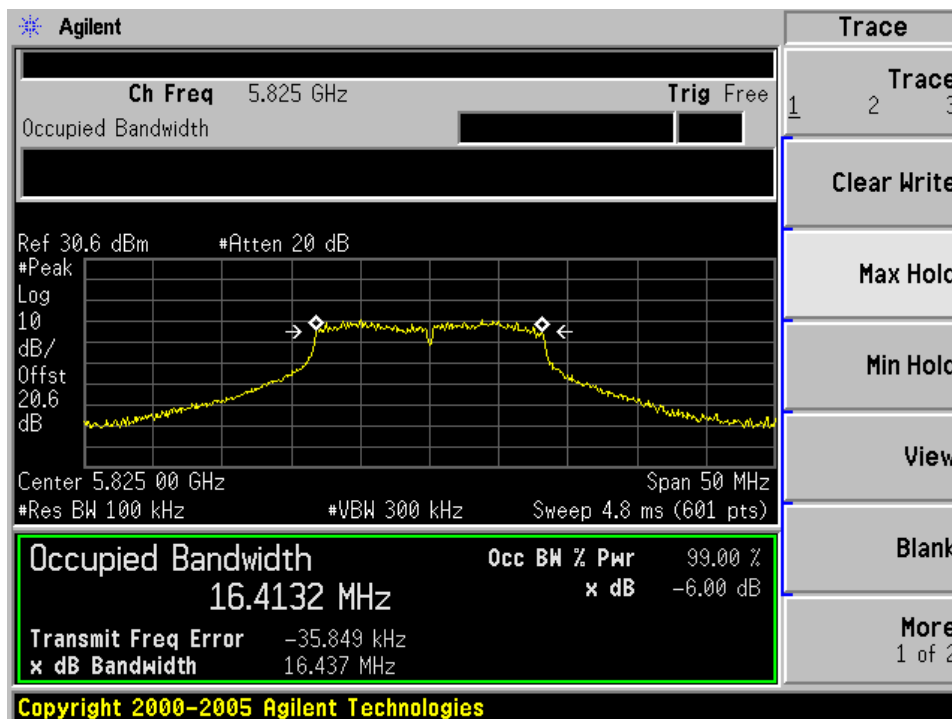 Agilent
Ch Freq 5.825 GHz Trig Free
Occupied Bandwidth
Ref 30.6 dBm #Atten 20 dB
#Peak
Log
10
dB/
Offst
20.6
dB
Center 5.825 00 GHz Span 50 MHz
#Res BW 100 kHz #VBW 300 kHz Sweep 4.8 ms (601 pts)
Occupied Bandwidth
16.4132 MHz
Occ BW % Pwr 99.00 %
x dB -6.00 dB
Transmit Freq Error -35.849 kHz
x dB Bandwidth 16.437 MHz
Copyright 2000-2005 Agilent Technologies
Trace
Trace
1 2 3
Clear Write
Max Hold
Min Hold
View
Blank
More
1 of 2